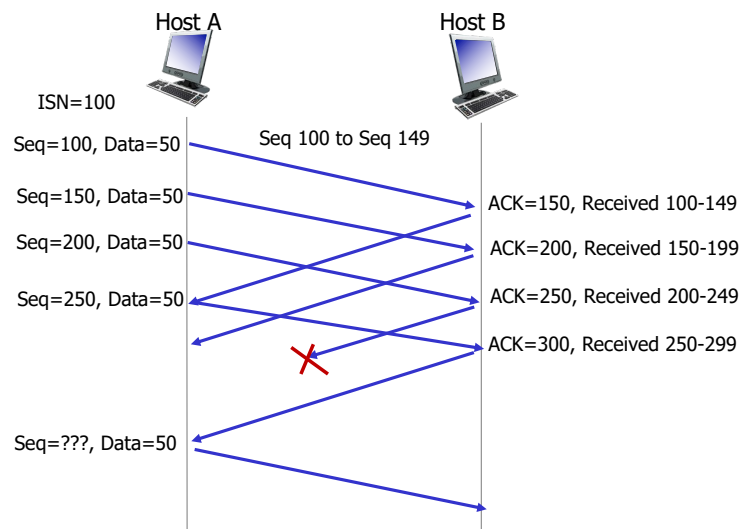 Host A
Host B
ISN=100
Seq=100, Data=50
Seq 100 to Seq 149
Seq=150, Data=50
ACK=150, Received 100-149
Seq=200, Data=50
ACK=200, Received 150-199
Seq=250, Data=50
ACK=250, Received 200-249
ACK=300, Received 250-299
Seq=???, Data=50